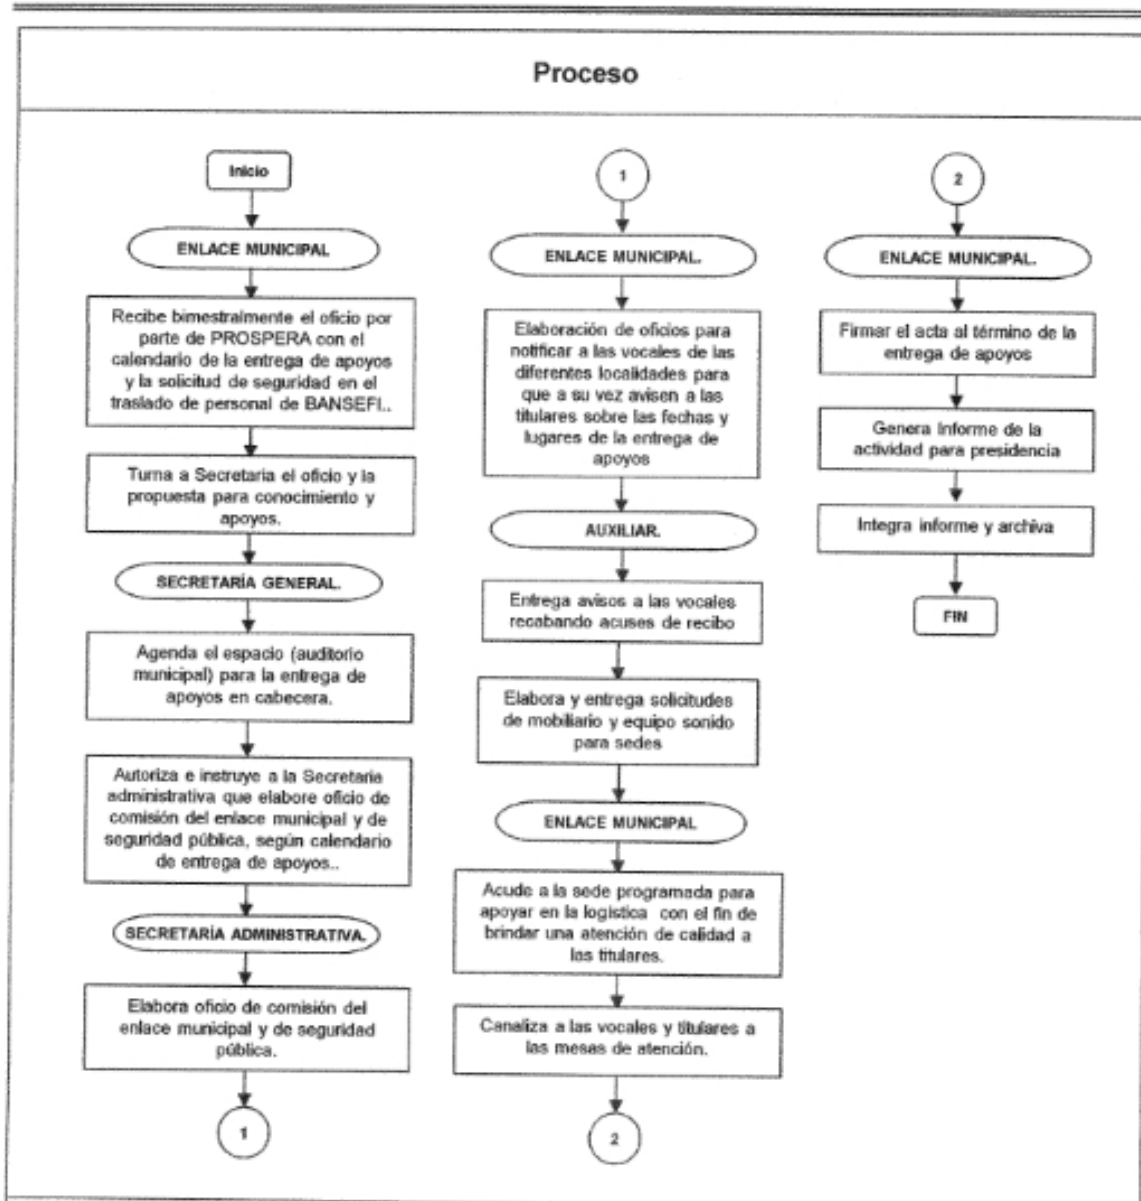 Proceso
Inicio
ENLACE MUNICIPAL
Recibe bimestralmente el oficio por
parte de PROSPERA con el
calendario de la entrega de apoyos
y la solicitud de seguridad en el
traslado de personal de BANSEFI..
Turna a Secretaria el oficio y la
propuesta para conocimiento y
apoyos.
SECRETARÍA GENERAL.
Agenda el espacio (auditorio
municipal) para la entrega de
apoyos en cabecera.
Autoriza e instruye a la Secretaria
administrativa que elabore oficio de
comisión del enlace municipal y de
seguridad pública, según calendario
de entrega de apoyos..
SECRETARÍA ADMINISTRATIVA.
Elabora oficio de comisión del
enlace municipal y de seguridad
pública.
1
1
ENLACE MUNICIPAL.
Elaboración de oficios para
notificar a las vocales de las
diferentes localidades para
que a su vez avisen a las
titulares sobre las fechas y
lugares de la entrega de
apoyos
AUXILIAR.
Entrega avisos a las vocales
recabando acuses de recibo
Elabora y entrega solicitudes
de mobiliario y equipo sonido
para sedes
ENLACE MUNICIPAL
Acude a la sede programada para
apoyar en la logística con el fin de
brindar una atención de calidad a
las titulares.
Canaliza a las vocales y titulares a
las mesas de atención.
2
2
ENLACE MUNICIPAL.
Firmar el acta al término de la
entrega de apoyos
Genera Informe de la
actividad para presidencia
Integra informe y archiva
FIN